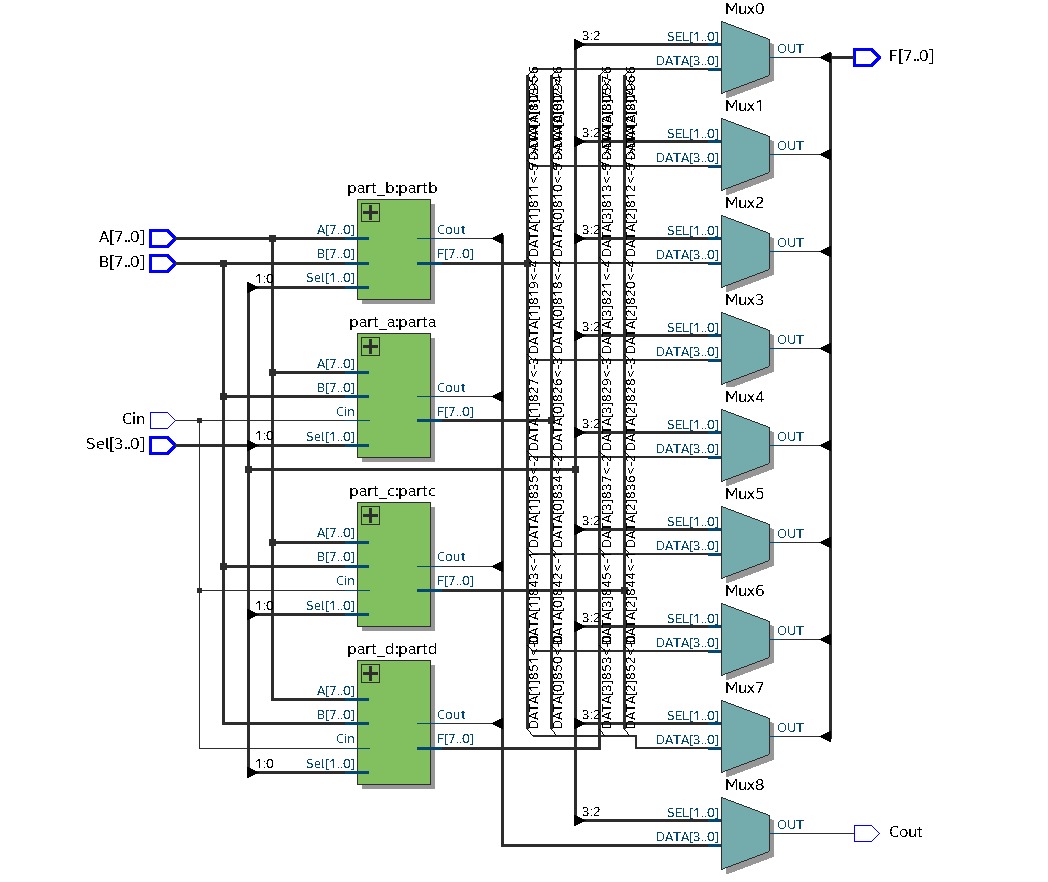 Mux0
3:2
SEL[1..0]
DATA[3..0]
OUT
F[7..0]
Mux1
3:2
SEL[1..0]
DATA[3..0]
OUT
Mux2
3:2
SEL[1..0]
DATA[3..0]
OUT
Mux3
3:2
SEL[1..0]
DATA[3..0]
OUT
Mux4
3:2
SEL[1..0]
DATA[3..0]
OUT
Mux5
3:2
SEL[1..0]
DATA[3..0]
OUT
Mux6
3:2
SEL[1..0]
DATA[3..0]
OUT
Mux7
3:2
SEL[1..0]
DATA[3..0]
OUT
Mux8
3:2
SEL[1..0]
DATA[3..0]
OUT
Cout
A[7..0]
B[7..0]
Cin
Sel[3..0]
part_b:partb
A[7..0]
B[7..0]
1:0
Sel[1..0]
Cout
F[7..0]
part_a:parta
A[7..0]
B[7..0]
Cin
1:0
Sel[1..0]
Cout
F[7..0]
part_c:partc
A[7..0]
B[7..0]
Cin
1:0
Sel[1..0]
Cout
F[7..0]
part_d:partd
A[7..0]
B[7..0]
Cin
1:0
Sel[1..0]
Cout
F[7..0]
DATA[1]851<-
DATA[1]843<-
DATA[1]835<-2
DATA[1]827<-3
DATA[1]819<-4
DATA[1]811<-
DATA[0]850<-
DATA[0]842<-
DATA[0]834<-2
DATA[0]826<-3
DATA[0]818<-4
DATA[0]810<-
DATA[3]853<-
DATA[3]845<-
DATA[3]837<-2
DATA[3]829<-3
DATA[3]821<-4
DATA[3]813<-
DATA[2]852<-
DATA[2]844<-
DATA[2]836<-2
DATA[2]828<-3
DATA[2]820<-4
DATA[2]812<-